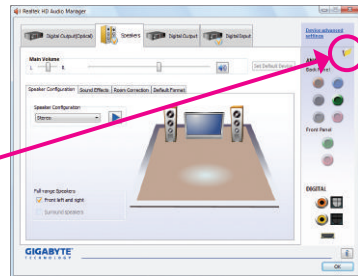 Realtek HD Audio Manager
Digital Output(Optical)
Speakers
Digital Output
Digital Input
Device advanced
settings
Main Volume
L
R
Set Default Device
Back Panel
Speaker Configuration
Sound Effects
Room Correction
Default Format
Speaker Configuration
Stereo
Front Panel
Full-range Speakers
Front left and right
Surround speakers
DIGITAL
GIGABYTE
TECHNOLOGY
OK